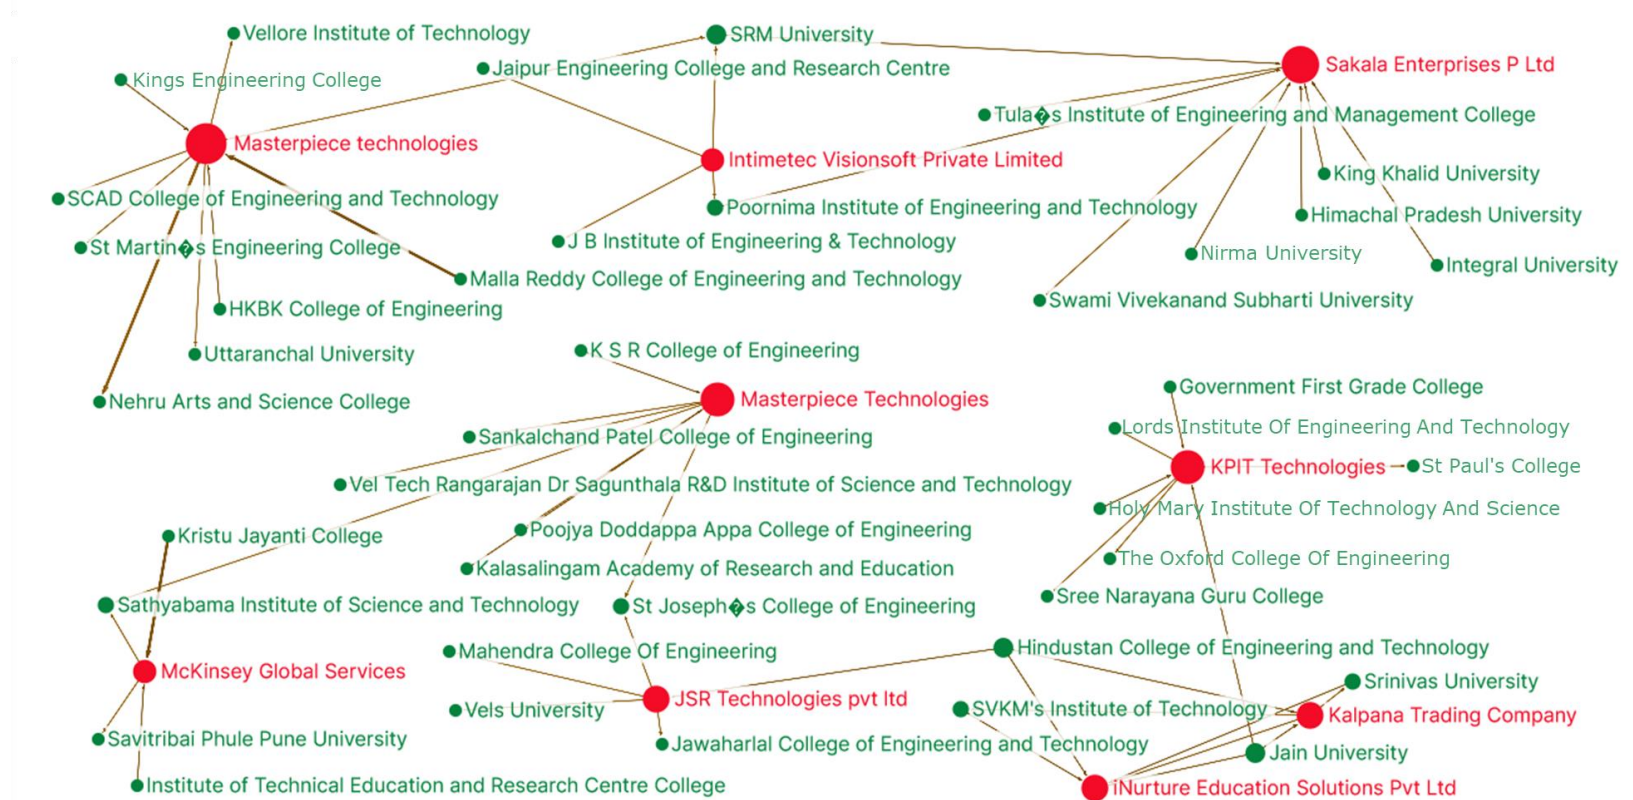 Vellore Institute of Technology
SRM University
Sakala Enterprises P Ltd
Jaipur Engineering College and Research Centre
Kings Engineering College
Tula�s Institute of Engineering and Management College
Masterpiece technologies
Intimetec Visionsoft Private Limited
King Khalid University
SCAD College of Engineering and Technology
Poornima Institute of Engineering and Technology
Himachal Pradesh University
St Martin�s Engineering College
J B Institute of Engineering & Technology
Nirma University
Integral University
Malla Reddy College of Engineering and Technology
Swami Vivekanand Subharti University
HKBK College of Engineering
Uttaranchal University
K S R College of Engineering
Government First Grade College
Nehru Arts and Science College
Masterpiece Technologies
Lords Institute Of Engineering And Technology
Sankalchand Patel College of Engineering
KPIT Technologies
St Paul's College
Vel Tech Rangarajan Dr Sagunthala R&D Institute of Science and Technology
Holy Mary Institute Of Technology And Science
Kristu Jayanti College
Poojya Doddappa Appa College of Engineering
The Oxford College Of Engineering
Kalasalingam Academy of Research and Education
Sree Narayana Guru College
Sathyabama Institute of Science and Technology
St Joseph�s College of Engineering
Mahendra College Of Engineering
Hindustan College of Engineering and Technology
McKinsey Global Services
Srinivas University
JSR Technologies pvt ltd
Vels University
SVKM's Institute of Technology
Kalpana Trading Company
Savitribai Phule Pune University
Jawaharlal College of Engineering and Technology
Jain University
Institute of Technical Education and Research Centre College
iNurture Education Solutions Pvt Ltd